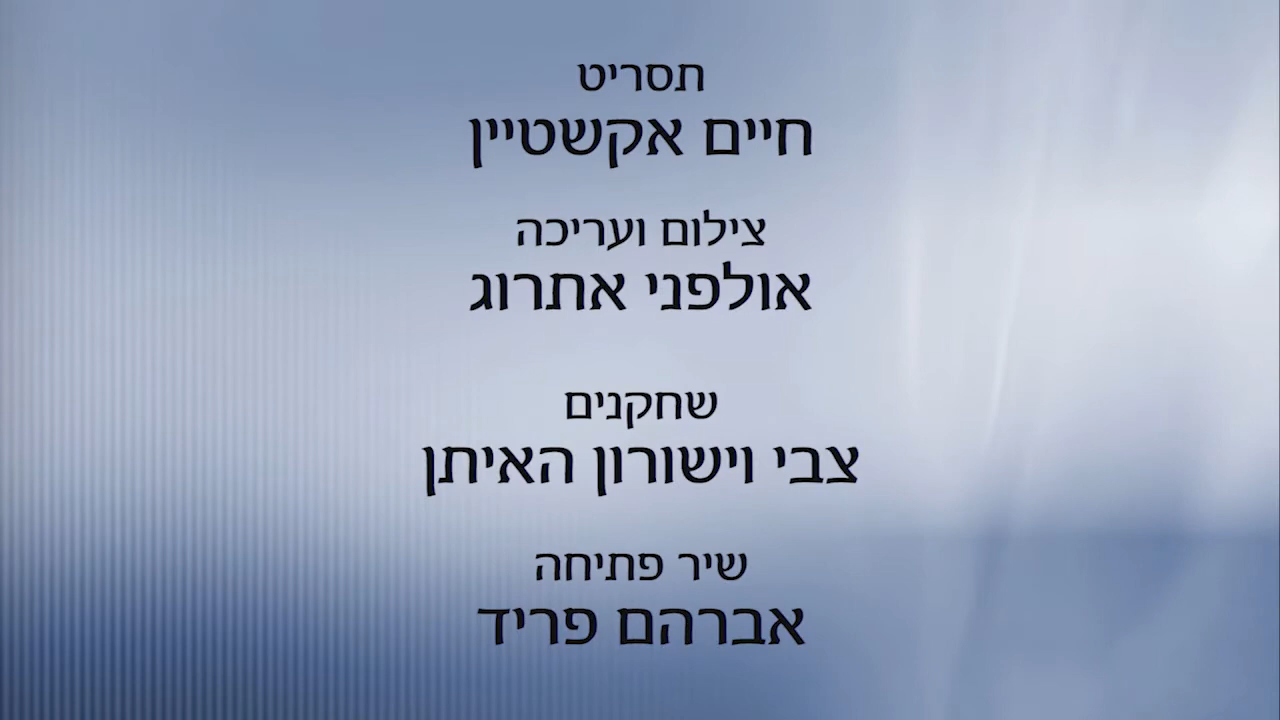 תסריט
חיים אקשטיין
צילום ועריכה
אולפני אתרוג
שחקנים
צבי וישורון האיתן
שיר פתיחה
אברהם פריד